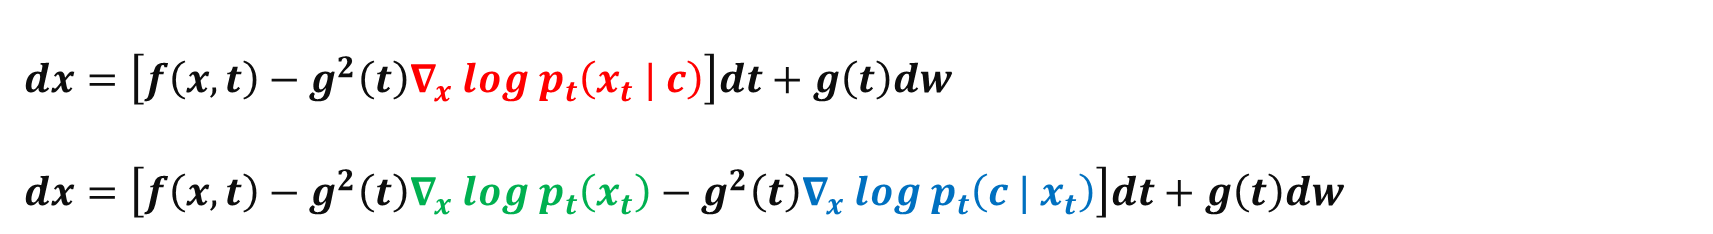 dx = [f(x, t) − g²(t)∇ₓ log pₜ(xₜ | c)]dt + g(t)dw
dx = [f(x, t) − g²(t)∇ₓ log pₜ(xₜ) − g²(t)∇ₓ log pₜ(c | xₜ)]dt + g(t)dw